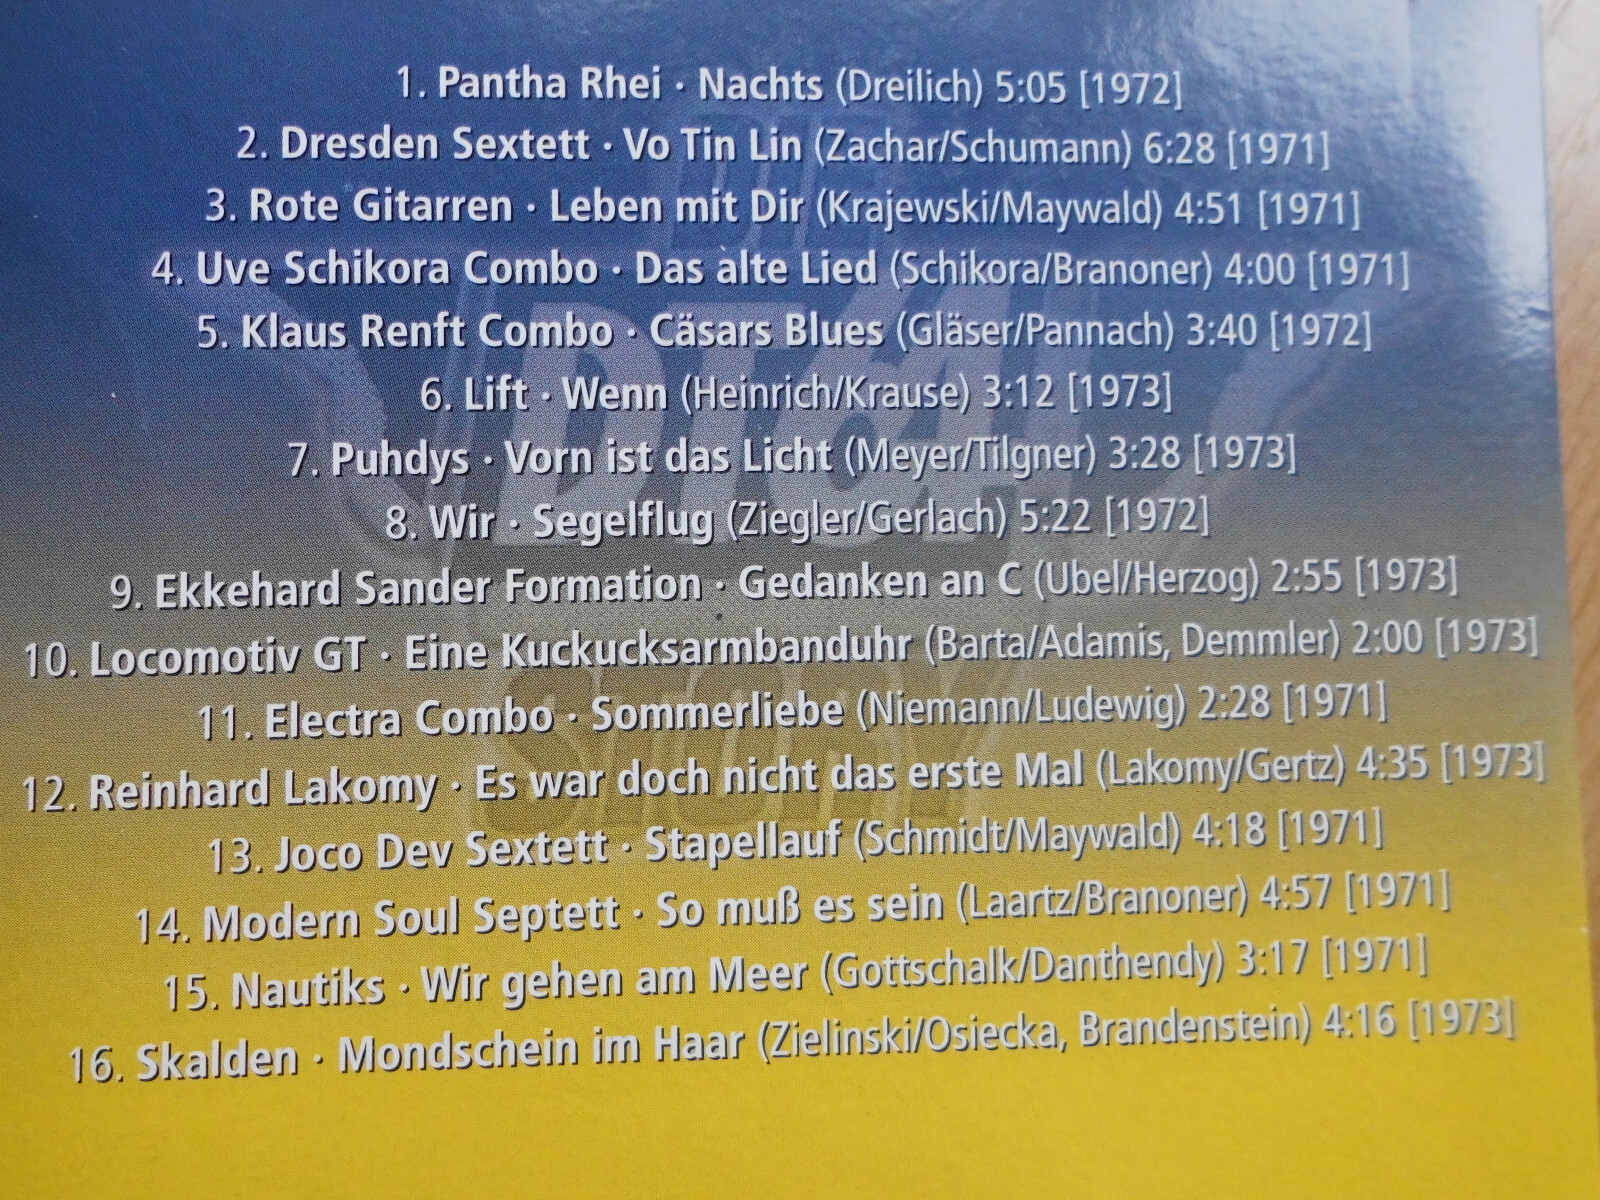 1. Pantha Rhei · Nachts (Dreilich) 5:05 [1972]
2. Dresden Sextett · Vo Tin Lin (Zachar/Schumann) 6:28 [1971]
3. Rote Gitarren · Leben mit Dir (Krajewski/Maywald) 4:51 [1971]
4. Uve Schikora Combo · Das alte Lied (Schikora/Branoner) 4:00 [1971]
5. Klaus Renft Combo · Cäsars Blues (Gläser/Pannach) 3:40 [1972]
6. Lift · Wenn (Heinrich/Krause) 3:12 [1973]
7. Puhdys · Vorn ist das Licht (Meyer/Tilgner) 3:28 [1973]
8. Wir · Segelflug (Ziegler/Gerlach) 5:22 [1972]
9. Ekkehard Sander Formation · Gedanken an C (Ubel/Herzog) 2:55 [1973]
10. Locomotiv GT · Eine Kuckucksarmbanduhr (Barta/Adamis, Demmler) 2:00 [1973]
11. Electra Combo · Sommerliebe (Niemann/Ludewig) 2:28 [1971]
12. Reinhard Lakomy · Es war doch nicht das erste Mal (Lakomy/Gertz) 4:35 [1973]
13. Joco Dev Sextett · Stapellauf (Schmidt/Maywald) 4:18 [1971]
14. Modern Soul Septett · So muß es sein (Laartz/Branoner) 4:57 [1971]
15. Nautiks · Wir gehen am Meer (Gottschalk/Danthendy) 3:17 [1971]
16. Skalden · Mondschein im Haar (Zielinski/Osiecka, Brandenstein) 4:16 [1973]